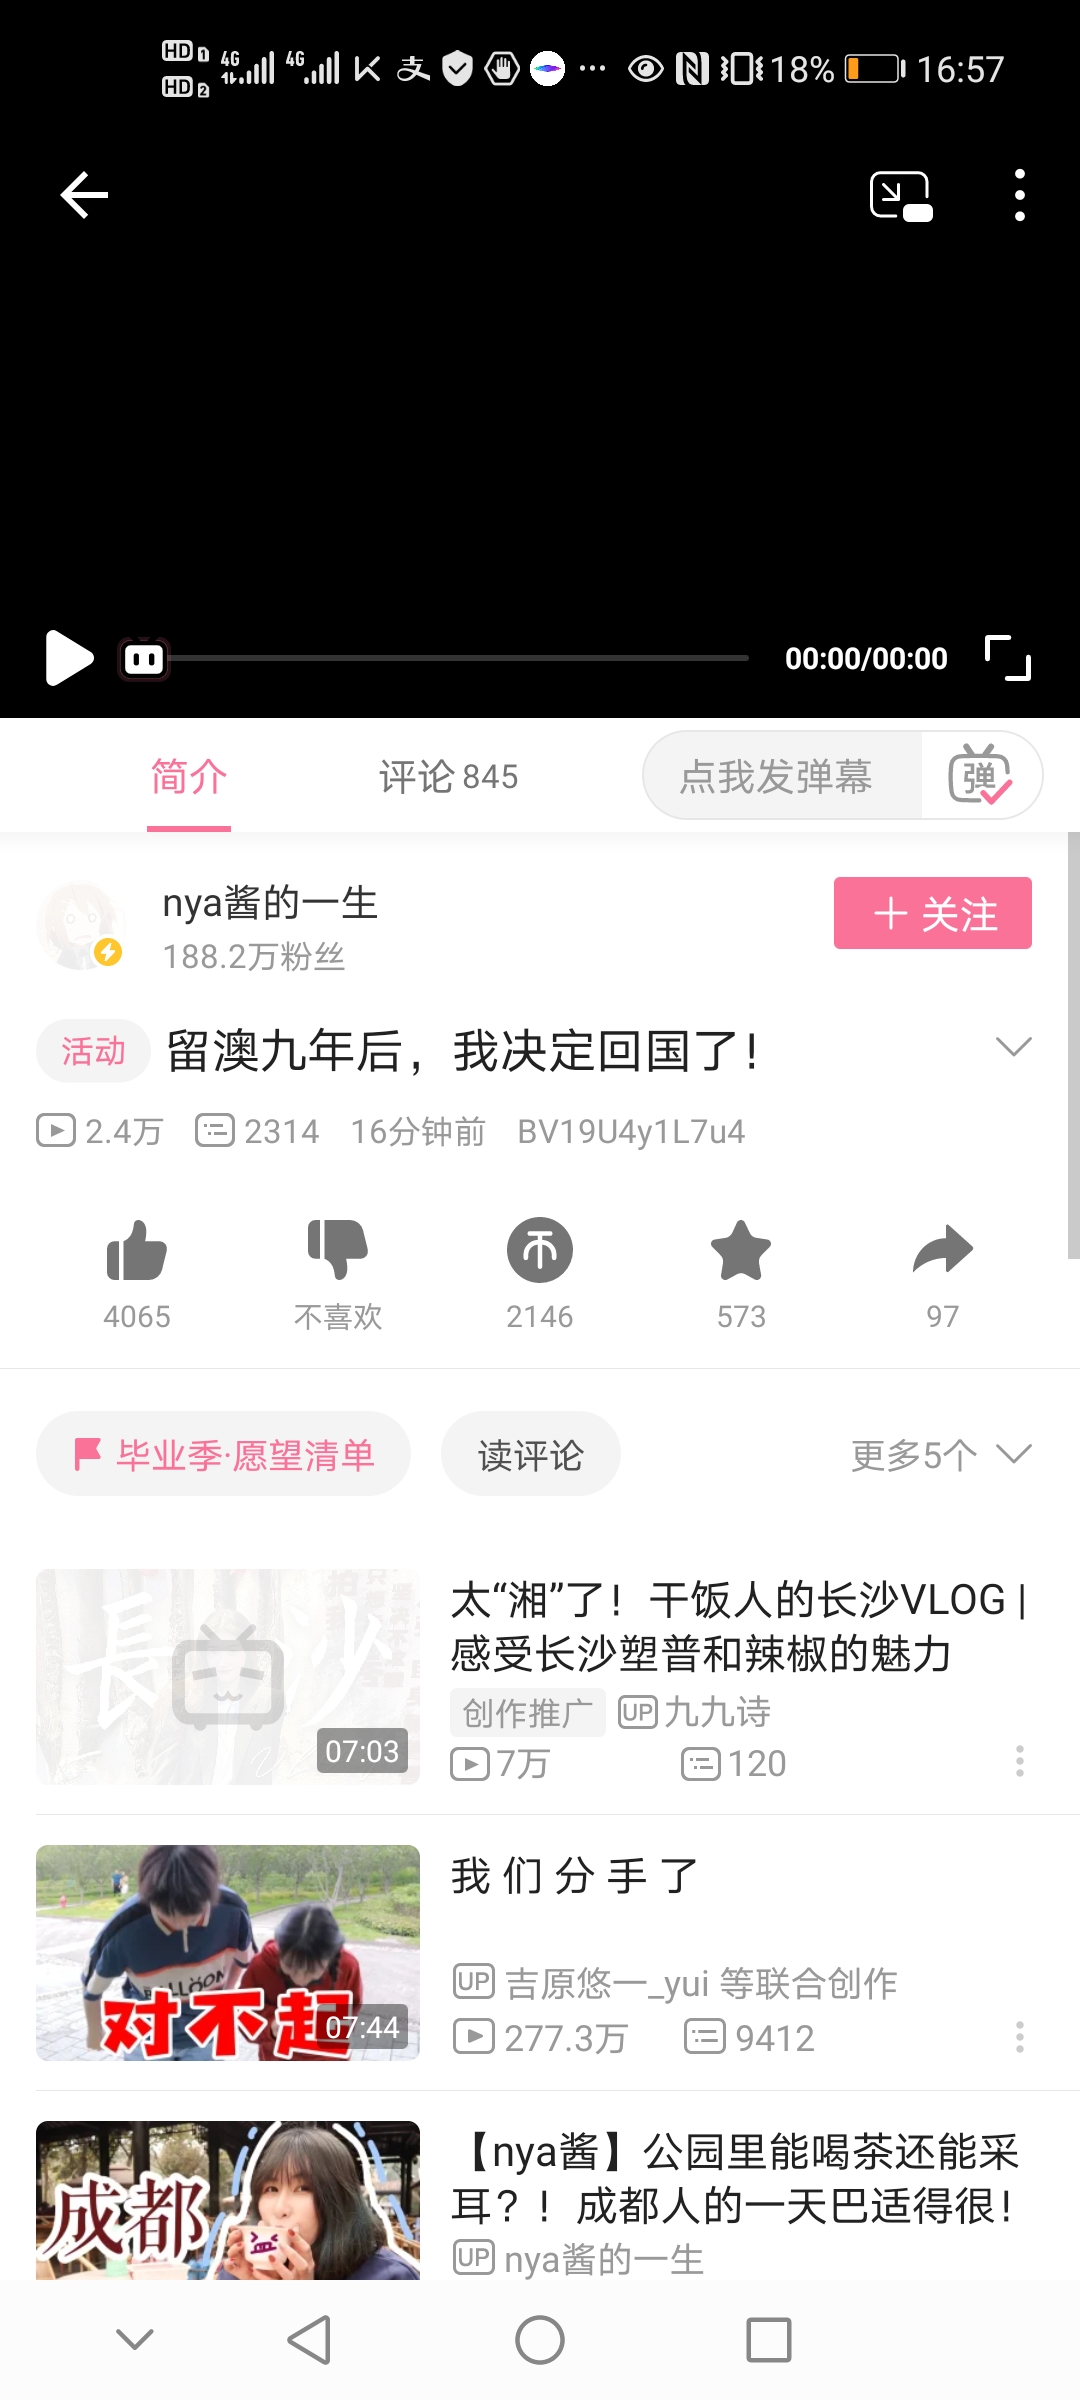 HD 1 4G 4G 18% 16:57
HD 2
00:00/00:00
简介 评论 845 点我发弹幕 弹
nya酱的一生
188.2万粉丝
关注
活动 留澳九年后，我决定回国了！
2.4万 2314 16分钟前 BV19U4y1L7u4
4065 不喜欢 2146 573 97
毕业季·愿望清单 读评论 更多5个
長沙
07:03
太“湘”了！干饭人的长沙VLOG |
感受长沙塑普和辣椒的魅力
创作推广 UP 九九诗
7万 120
对不起
07:44
我 们 分 手 了
UP 吉原悠一_yui 等联合创作
277.3万 9412
成都
【nya酱】公园里能喝茶还能采
耳？！成都人的一天巴适得很！
UP nya酱的一生